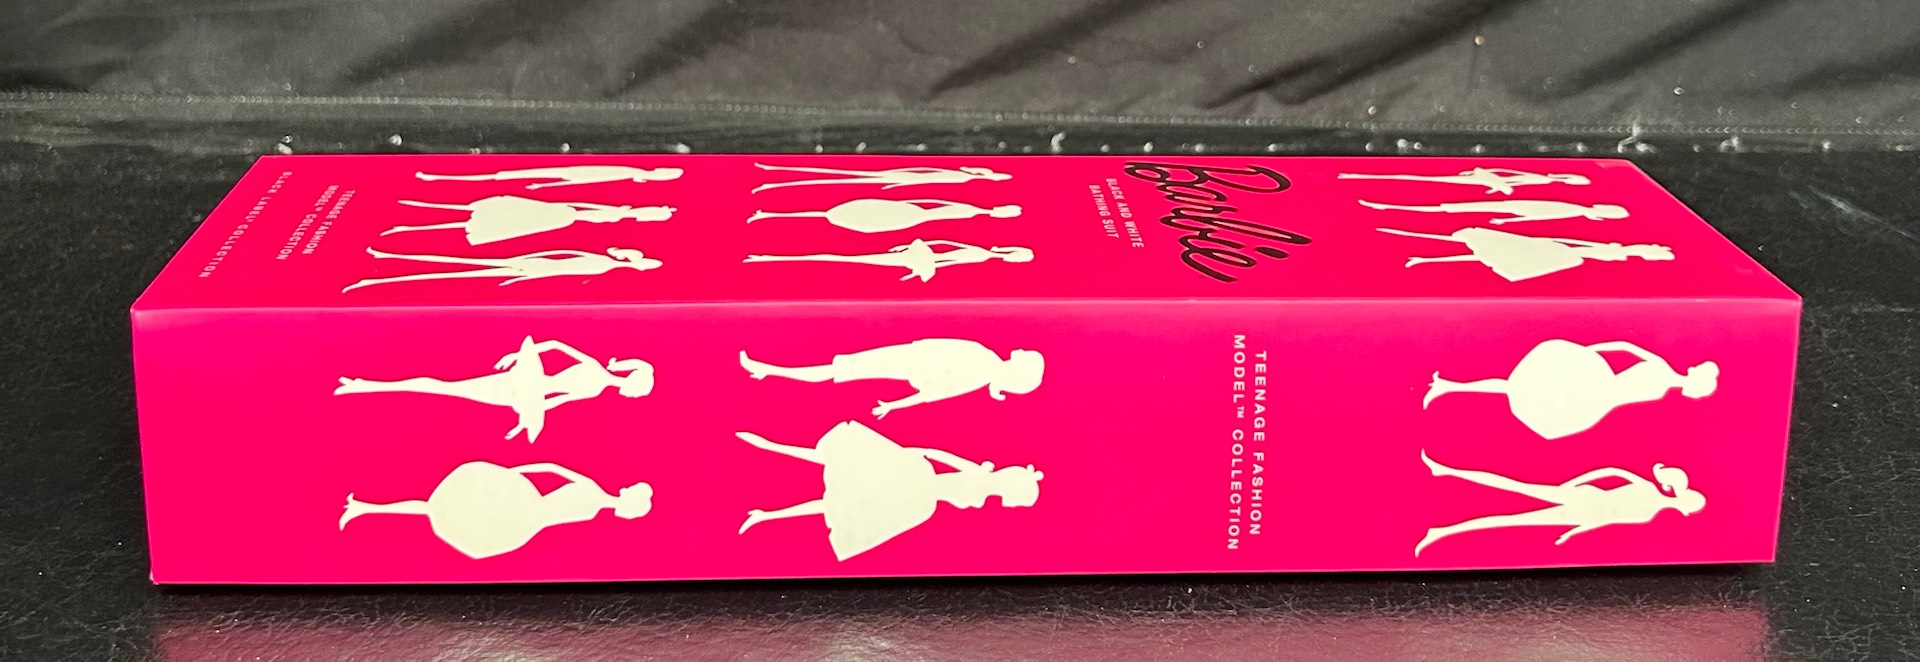 Barbie
BLACK AND WHITE
BATHING SUIT
TEENAGE FASHION
MODEL™ COLLECTION
BLACK LABEL® COLLECTION
TEENAGE FASHION
MODEL™ COLLECTION